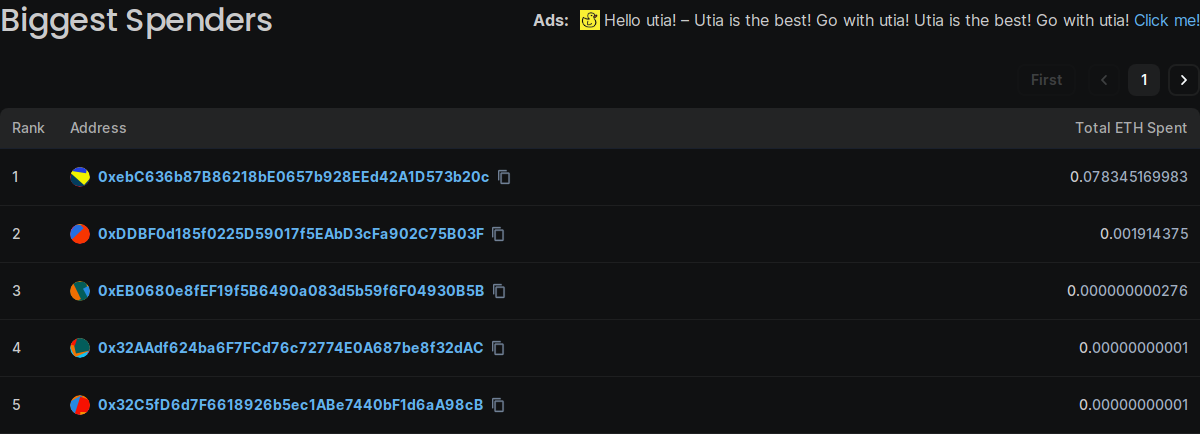 Biggest Spenders
Ads: Hello utia! – Utia is the best! Go with utia! Utia is the best! Go with utia! Click me!
First 1
Rank Address Total ETH Spent
1 0xebC636b87B86218bE0657b928EEd42A1D573b20c 0.078345169983
2 0xDDBF0d185f0225D59017f5EAbD3cFa902C75B03F 0.001914375
3 0xEB0680e8fEF19f5B6490a083d5b59f6F04930B5B 0.000000000276
4 0x32AAdf624ba6F7FCd76c72774E0A687be8f32dAC 0.00000000001
5 0x32C5fD6d7F6618926b5ec1ABe7440bF1d6aA98cB 0.00000000001